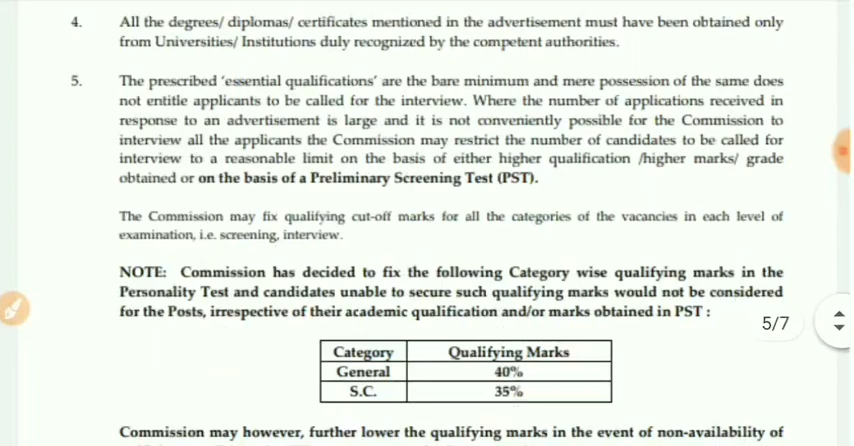 4. All the degrees/ diplomas/ certificates mentioned in the advertisement must have been obtained only
from Universities/ Institutions duly recognized by the competent authorities.
5. The prescribed 'essential qualifications' are the bare minimum and mere possession of the same does
not entitle applicants to be called for the interview. Where the number of applications received in
response to an advertisement is large and it is not conveniently possible for the Commission to
interview all the applicants the Commission may restrict the number of candidates to be called for
interview to a reasonable limit on the basis of either higher qualification /higher marks/ grade
obtained or on the basis of a Preliminary Screening Test (PST).
The Commission may fix qualifying cut-off marks for all the categories of the vacancies in each level of
examination, i.e. screening, interview.
NOTE: Commission has decided to fix the following Category wise qualifying marks in the
Personality Test and candidates unable to secure such qualifying marks would not be considered
for the Posts, irrespective of their academic qualification and/or marks obtained in PST :
5/7
Category Qualifying Marks
General 40%
S.C. 35%
Commission may however, further lower the qualifying marks in the event of non-availability of